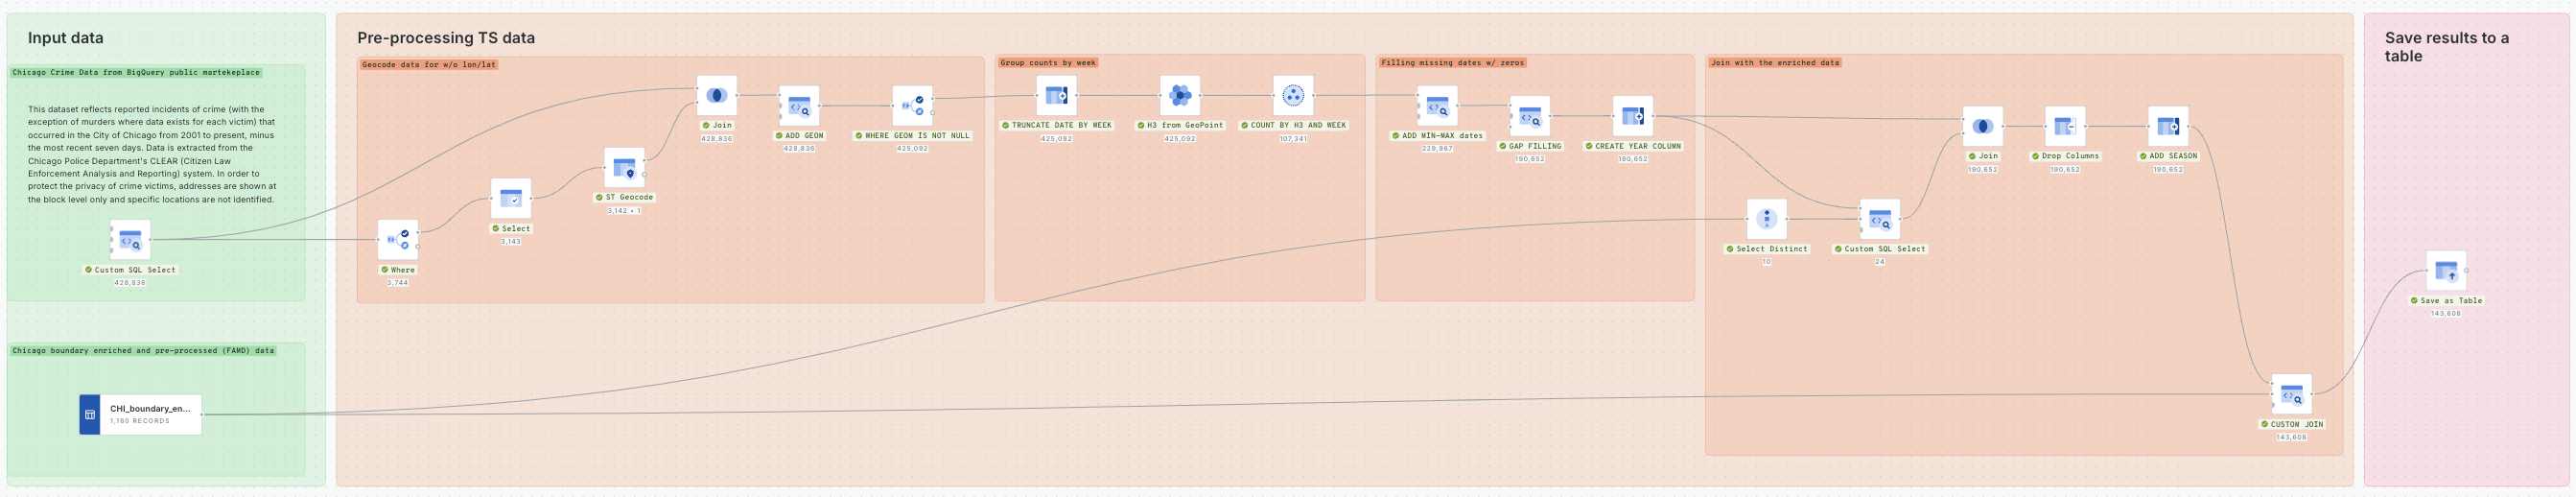 Input data
Chicago Crime Data from BigQuery public martekeplace
This dataset reflects reported incidents of crime (with the
exception of murders where data exists for each victim) that
occurred in the City of Chicago from 2001 to present, minus
the most recent seven days. Data is extracted from the
Chicago Police Department's CLEAR (Citizen Law
Enforcement Analysis and Reporting) system. In order to
protect the privacy of crime victims, addresses are shown at
the block level only and specific locations are not identified.
Custom SQL Select
428,836
Chicago boundary enriched and pre-processed (FAMD) data
CHI_boundary_en...
1,160 RECORDS
Pre-processing TS data
Geocode data for w/o lon/lat
Where
3,744
Select
3,143
ST Geocode
3,142 • 1
Join
428,836
ADD GEOM
428,836
WHERE GEOM IS NOT NULL
425,092
Group counts by week
TRUNCATE DATE BY WEEK
425,092
H3 from GeoPoint
425,092
COUNT BY H3 AND WEEK
107,341
Filling missing dates w/ zeros
ADD MIN-MAX dates
229,967
GAP FILLING
190,652
CREATE YEAR COLUMN
190,652
Join with the enriched data
Select Distinct
10
Custom SQL Select
24
Join
190,652
Drop Columns
190,652
ADD SEASON
190,652
CUSTOM JOIN
143,608
Save results to a
table
Save as Table
143,608